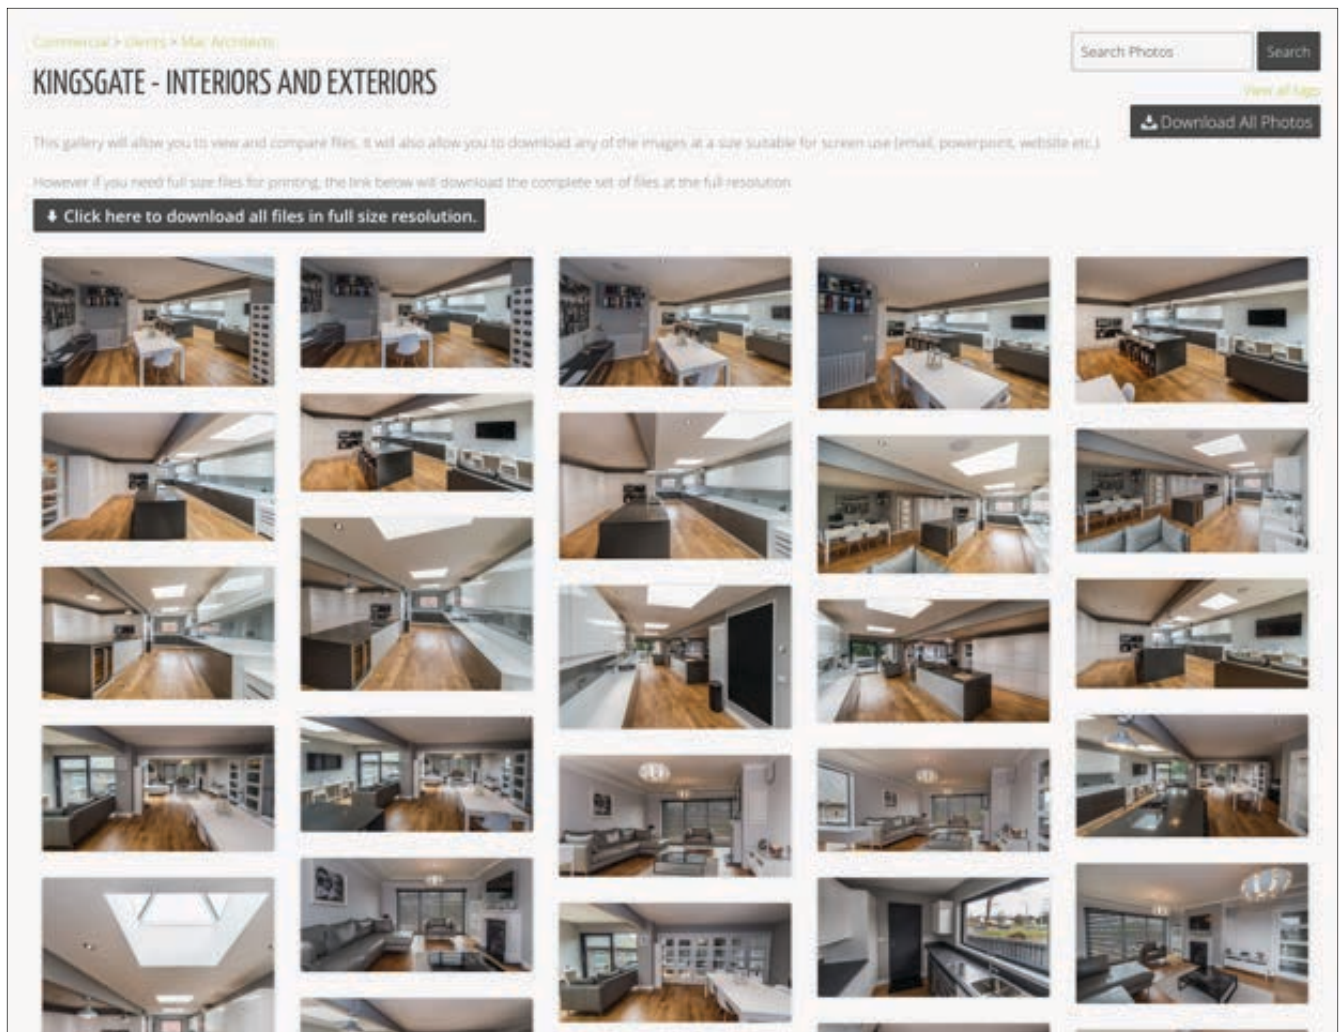 Commercial > clients > Mac Architects
KINGSGATE - INTERIORS AND EXTERIORS
Search Photos
Search
View all tags
Download All Photos
This gallery will allow you to view and compare files. It will also allow you to download any of the images at a size suitable for screen use (email, powerpoint, website etc.)
However if you need full size files for printing, the link below will download the complete set of files at the full resolution
Click here to download all files in full size resolution.